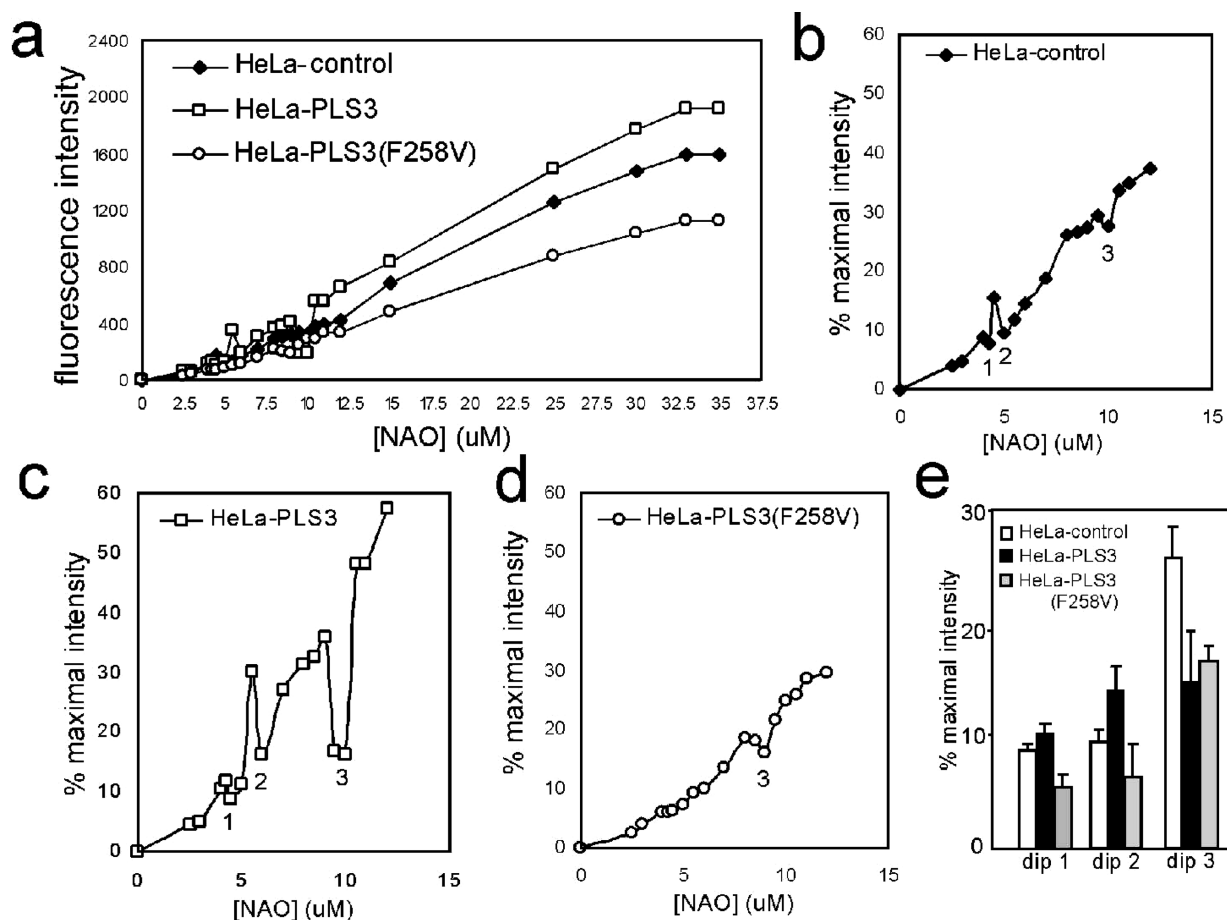 a
2400
2000
1600
1200
800
400
0
fluorescence intensity
HeLa-control
HeLa-PLS3
HeLa-PLS3(F258V)
0 2.5 5 7.5 10 12.5 15 17.5 20 22.5 25 27.5 30 32.5 35 37.5
[NAO] (uM)
b
60
50
40
30
20
10
0
% maximal intensity
HeLa-control
1
2
3
0 5 10 15
[NAO] (uM)
c
60
50
40
30
20
10
0
% maximal intensity
HeLa-PLS3
1
2
3
0 5 10 15
[NAO] (uM)
d
60
50
40
30
20
10
0
% maximal intensity
HeLa-PLS3(F258V)
3
0 5 10 15
[NAO] (uM)
e
30
20
10
0
% maximal intensity
HeLa-control
HeLa-PLS3
HeLa-PLS3
(F258V)
dip 1 dip 2 dip 3